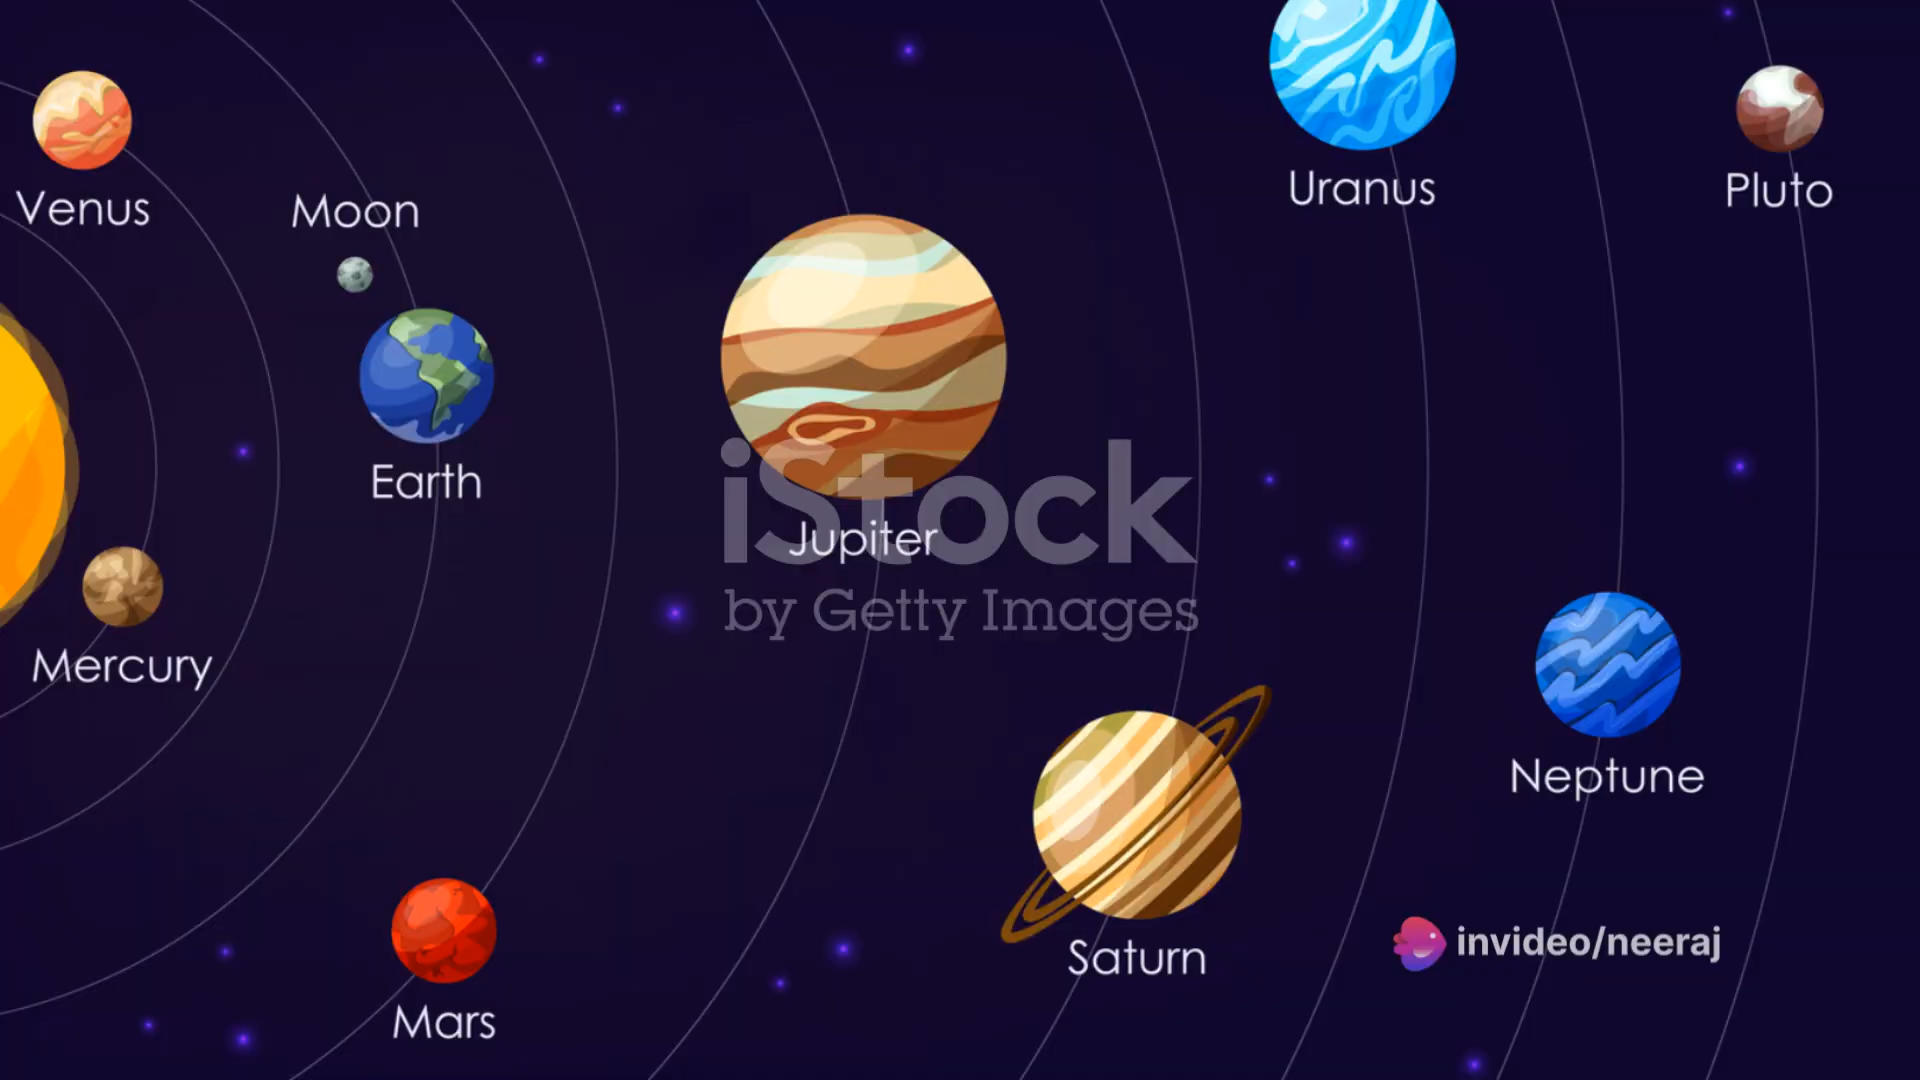 Venus
Moon
Uranus
Pluto
Earth
Jupiter
iStock
by Getty Images
Mercury
Neptune
Saturn
invideo/neeraj
Mars